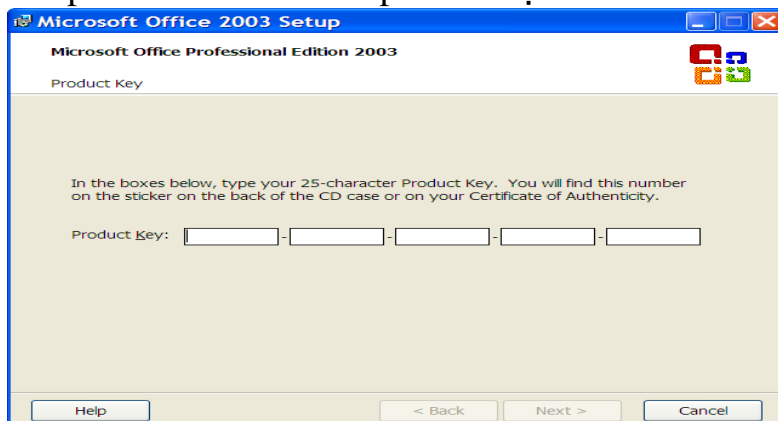 Microsoft Office 2003 Setup
Microsoft Office Professional Edition 2003
Product Key
In the boxes below, type your 25-character Product Key. You will find this number
on the sticker on the back of the CD case or on your Certificate of Authenticity.
Product Key: - - - -
Help < Back Next > Cancel